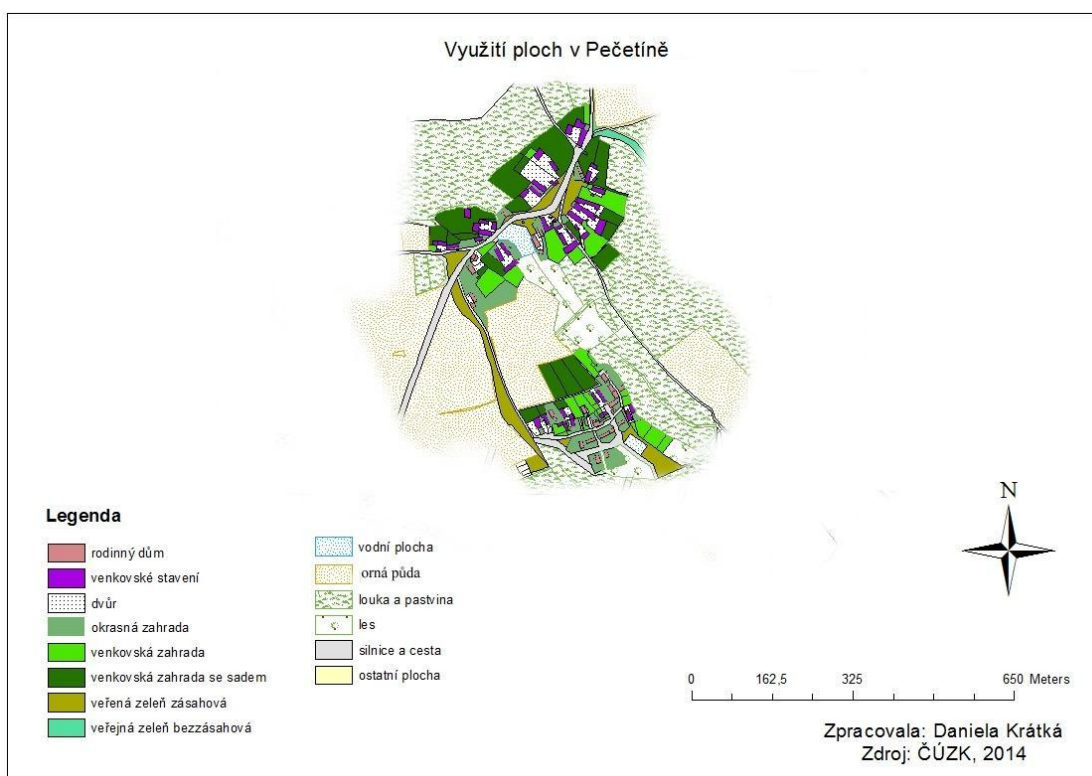 Využití ploch v Pečetíně
Legenda
rodinný dům
venkovské stavení
dvůr
okrasná zahrada
venkovská zahrada
venkovská zahrada se sadem
veřená zeleň zásahová
veřejná zeleň bezzásahová
vodní plocha
orná půda
louka a pastvina
les
silnice a cesta
ostatní plocha
N
0 162,5 325 650 Meters
Zpracovala: Daniela Krátká
Zdroj: ČÚZK, 2014